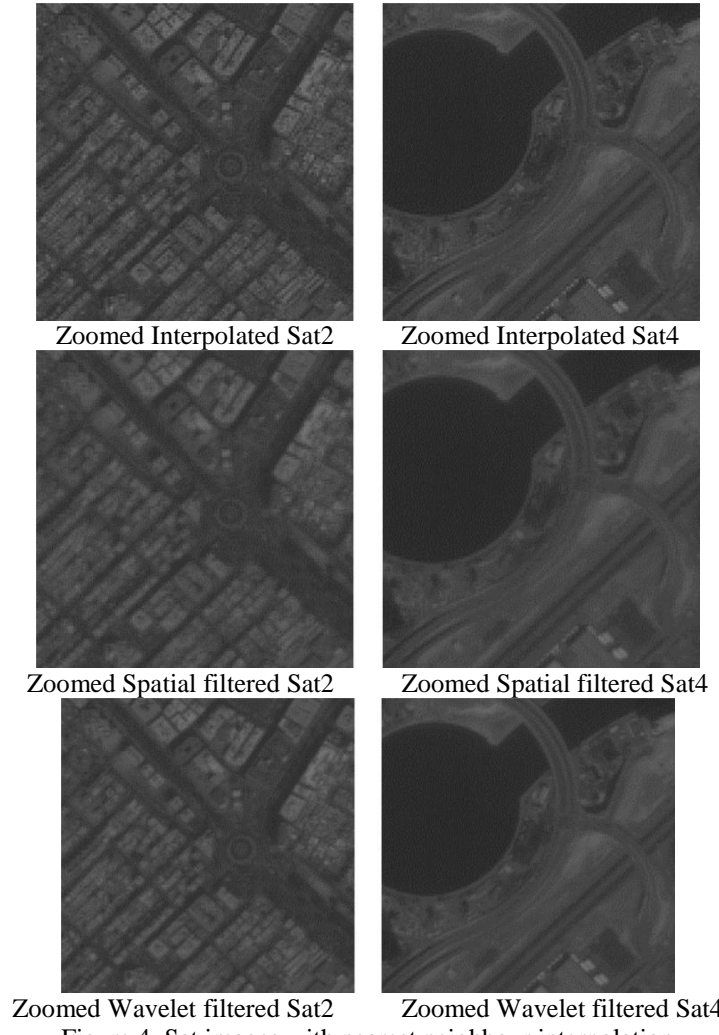 Zoomed Interpolated Sat2
Zoomed Interpolated Sat4
Zoomed Spatial filtered Sat2
Zoomed Spatial filtered Sat4
Zoomed Wavelet filtered Sat2
Zoomed Wavelet filtered Sat4